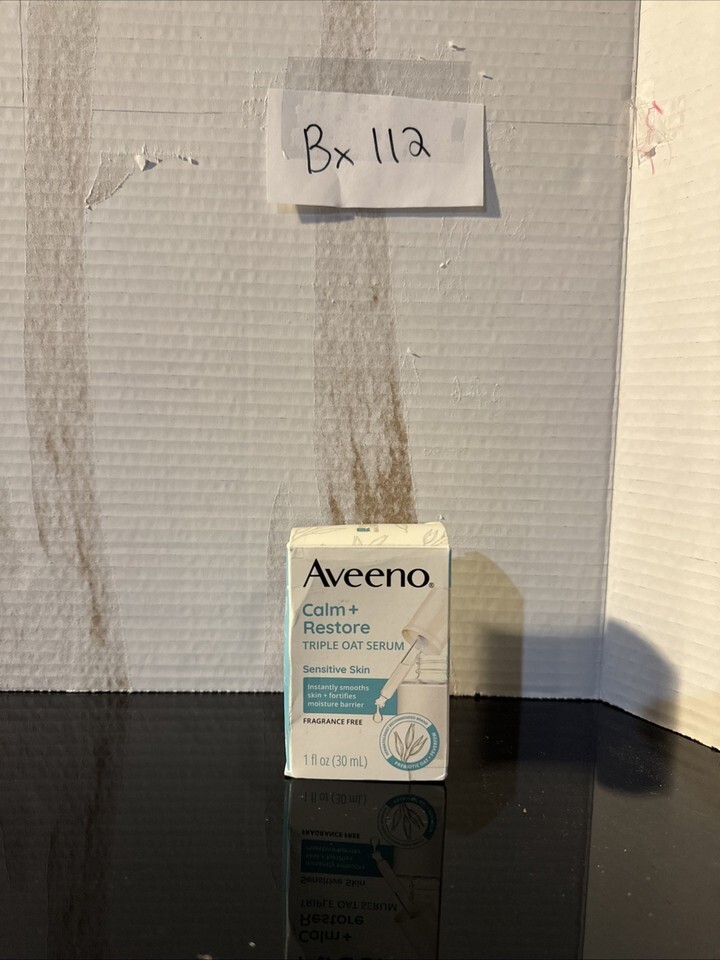 Bx 112
Aveeno®
Calm +
Restore
TRIPLE OAT SERUM
Sensitive Skin
Instantly smooths
skin + fortifies
moisture barrier
FRAGRANCE FREE
1 fl oz (30 mL)
PREBIOTIC OAT